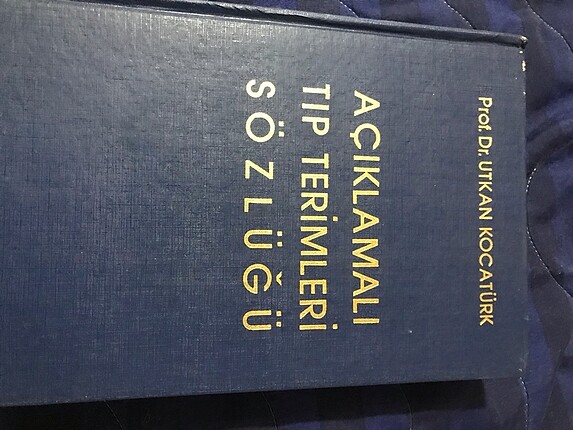 Prof. Dr. UTKAN KOCATÜRK
AÇIKLAMALI
TIP TERİMLERİ
SÖZLÜĞÜ